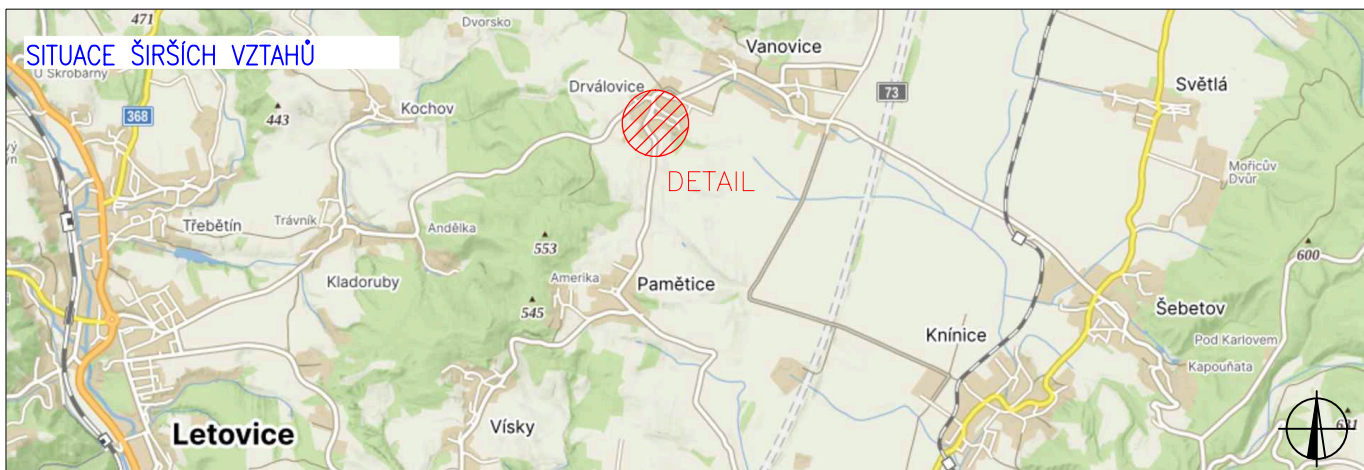 471
Dvorsko
Vanovice
SITUACE ŠIRŠÍCH VZTAHŮ
U Skrobárny
Drválovice
Světlá
368
443
Kochov
73
DETAIL
Mořicův
Dvůr
Třebětín
Trávník
Andělka
553
600
Kladoruby
Amerika
Pamětice
545
Šebetov
Knínice
Pod Karlovem
Kapouňata
Letovice
Vísky